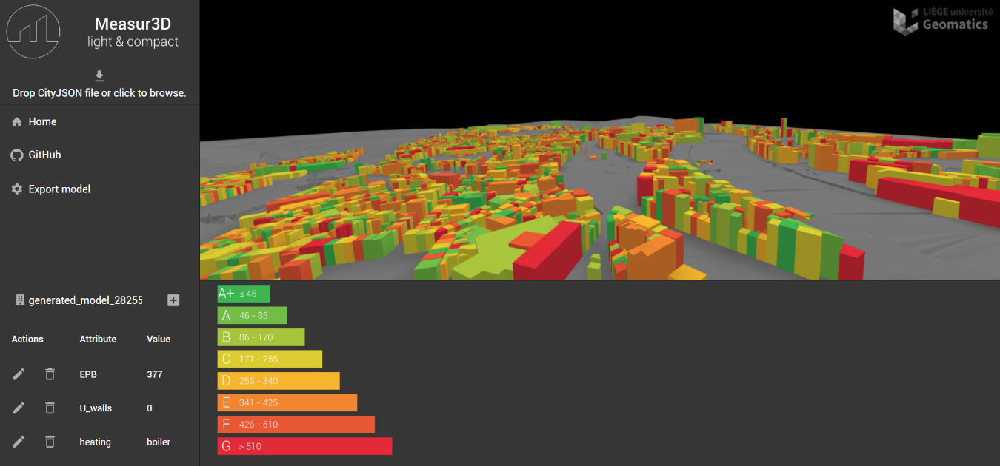 Measur3D
light & compact
Drop CityJSON file or click to browse.
Home
GitHub
Export model
LIÈGE université
Geomatics
generated_model_28255
Actions Attribute Value
EPB 377
U_walls 0
heating boiler
A+ ≤ 45
A 46 - 85
B 86 - 170
C 171 - 255
D 256 - 340
E 341 - 425
F 426 - 510
G > 510